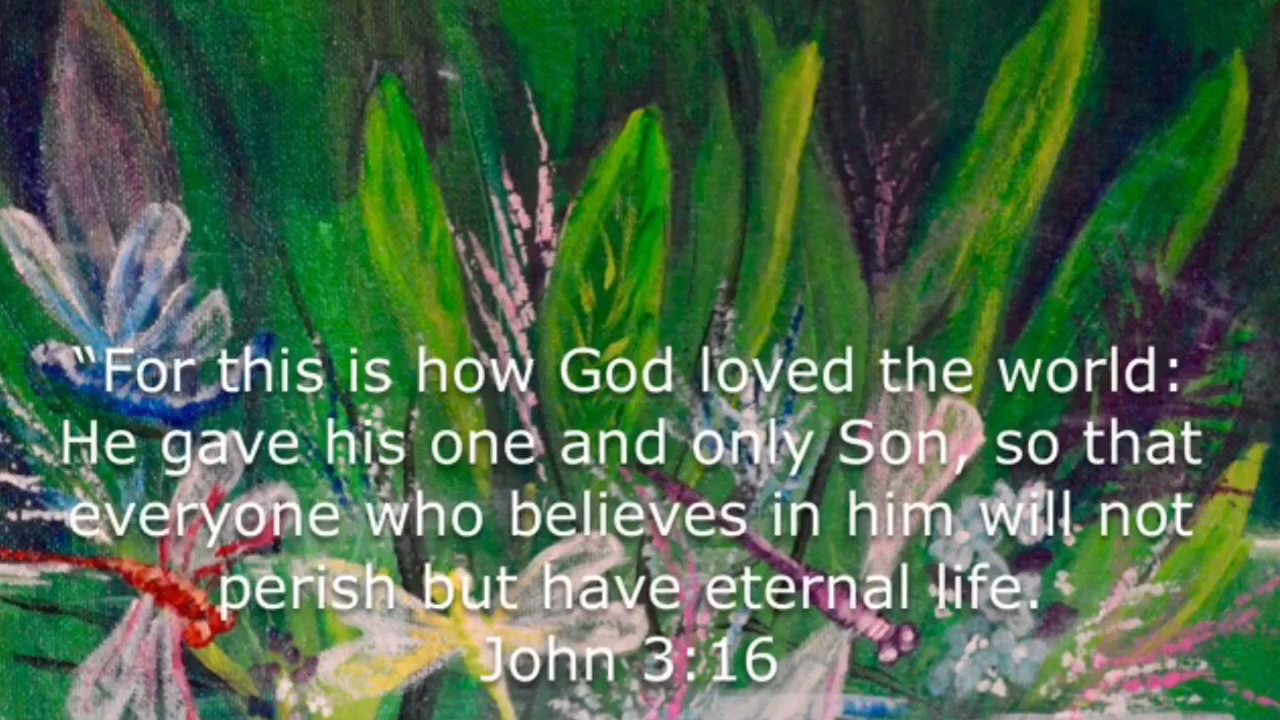 “For this is how God loved the world:
He gave his one and only Son, so that
everyone who believes in him will not
perish but have eternal life.
John 3:16